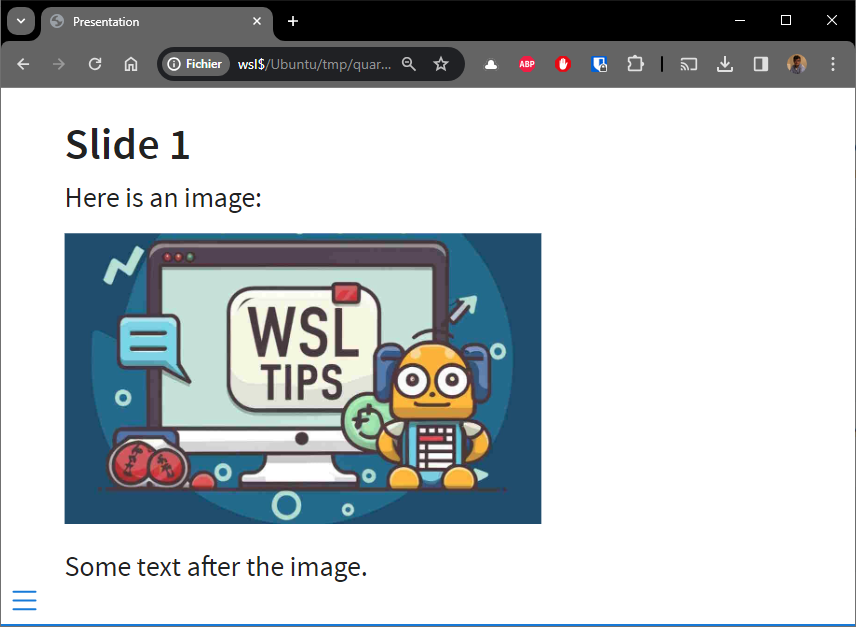 Presentation
Fichier wsl$/Ubuntu/tmp/quar...
ABP
Slide 1
Here is an image:
WSL
TIPS
Some text after the image.